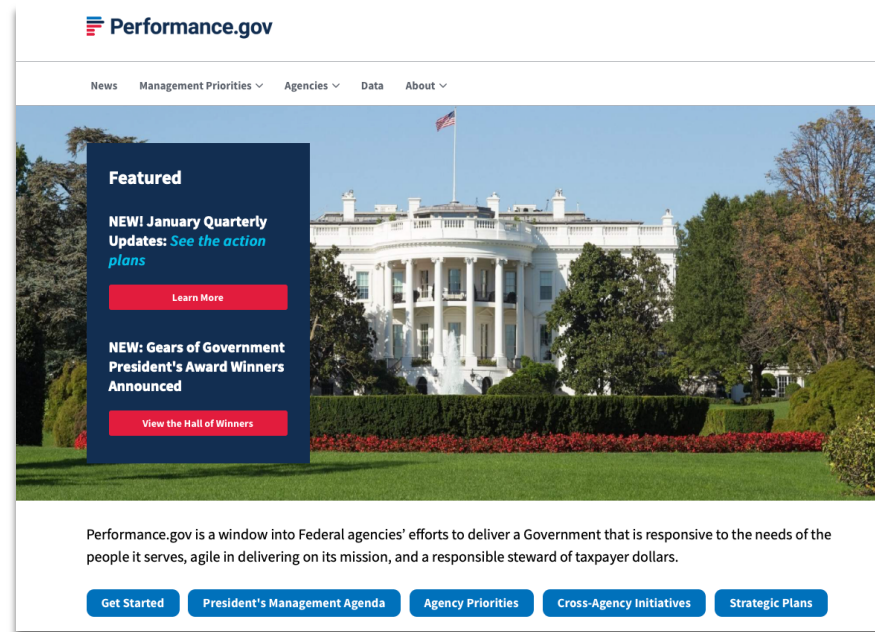 Performance.gov
News Management Priorities Agencies Data About
Featured
NEW! January Quarterly
Updates: See the action
plans
Learn More
NEW: Gears of Government
President's Award Winners
Announced
View the Hall of Winners
Performance.gov is a window into Federal agencies’ efforts to deliver a Government that is responsive to the needs of the
people it serves, agile in delivering on its mission, and a responsible steward of taxpayer dollars.
Get Started President's Management Agenda Agency Priorities Cross-Agency Initiatives Strategic Plans